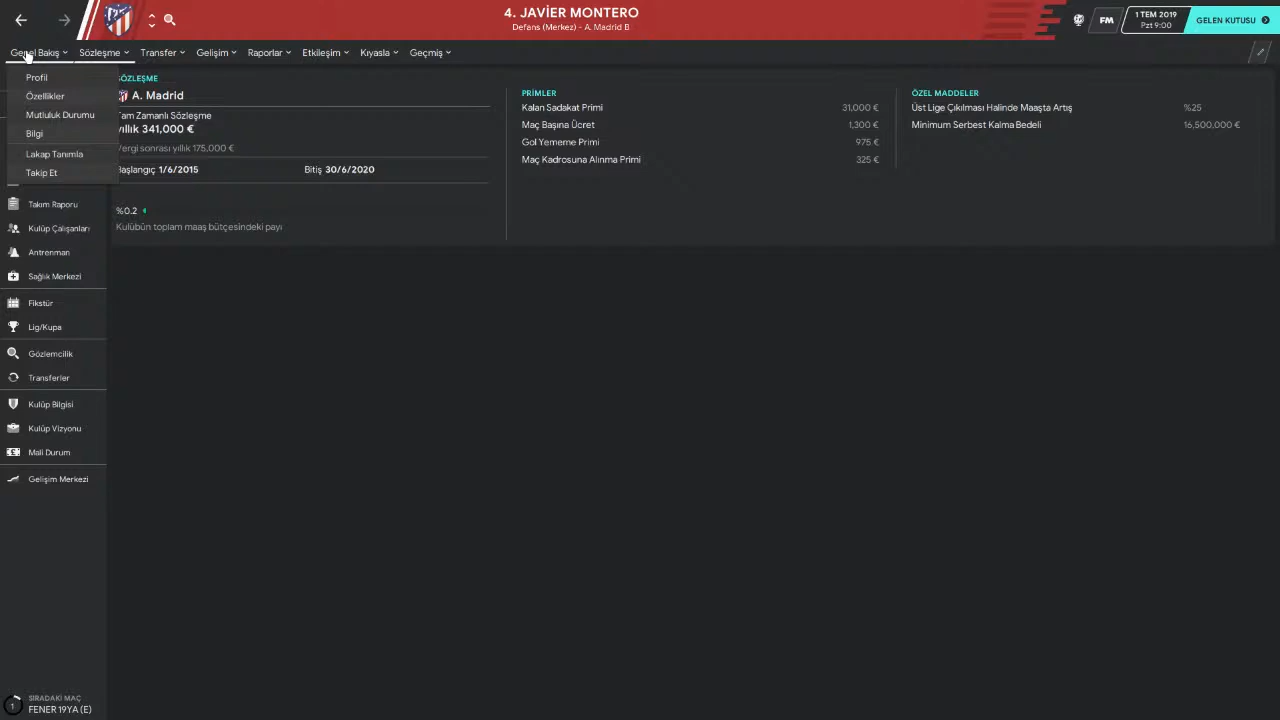 4. JAVİER MONTERO
Defans (Merkez) - A. Madrid B
FM
1 TEM 2019
Pzt 9:00
GELEN KUTUSU
Genel Bakış
Sözleşme
Transfer
Gelişim
Raporlar
Etkileşim
Kıyasla
Geçmiş
Profil
Özellikler
Mutluluk Durumu
Bilgi
Lakap Tanımla
Takip Et
Takım Raporu
Kulüp Çalışanları
Antrenman
Sağlık Merkezi
Fikstür
Lig/Kupa
Gözlemcilik
Transferler
Kulüp Bilgisi
Kulüp Vizyonu
Mali Durum
Gelişim Merkezi
1
SIRADAKİ MAÇ
FENER 19YA (E)
SÖZLEŞME
A. Madrid
Tam Zamanlı Sözleşme
yıllık 341,000 €
Vergi sonrası yıllık 175,000 €
Başlangıç 1/6/2015
Bitiş 30/6/2020
%0.2
Kulübün toplam maaş bütçesindeki payı
PRİMLER
Kalan Sadakat Primi 31,000 €
Maç Başına Ücret 1,300 €
Gol Yememe Primi 975 €
Maç Kadrosuna Alınma Primi 325 €
ÖZEL MADDELER
Üst Lige Çıkılması Halinde Maaşta Artış %25
Minimum Serbest Kalma Bedeli 16,500,000 €